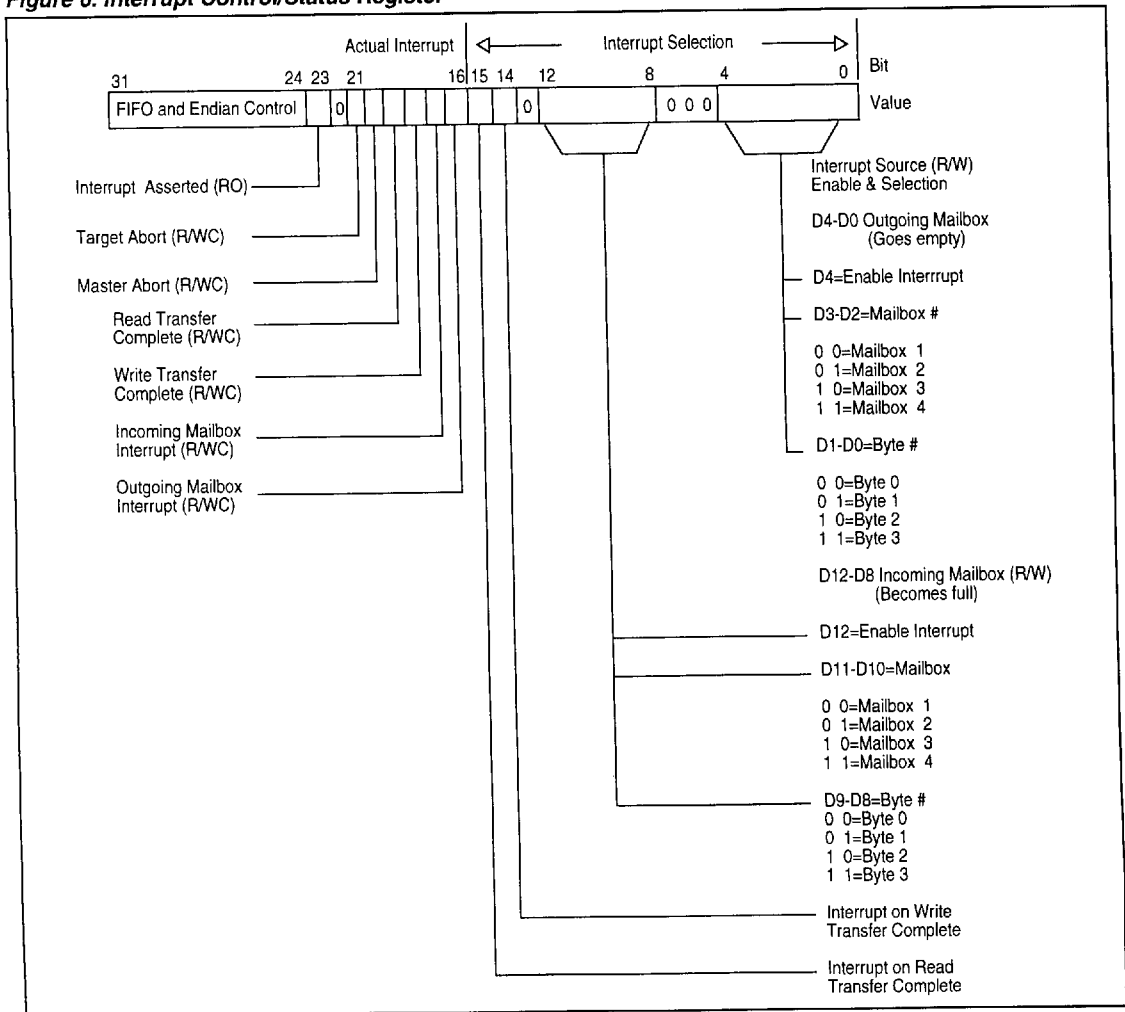 Figure 6. Interrupt Control/Status Register
Actual Interrupt
Interrupt Selection
31 24 23 21 16 15 14 12 8 4 0 Bit
FIFO and Endian Control 0 0 0 0 0 Value
Interrupt Asserted (RO)
Target Abort (R/WC)
Master Abort (R/WC)
Read Transfer
Complete (R/WC)
Write Transfer
Complete (R/WC)
Incoming Mailbox
Interrupt (R/WC)
Outgoing Mailbox
Interrupt (R/WC)
Interrupt Source (R/W)
Enable & Selection
D4-D0 Outgoing Mailbox
(Goes empty)
D4=Enable Interrrupt
D3-D2=Mailbox #
0 0=Mailbox 1
0 1=Mailbox 2
1 0=Mailbox 3
1 1=Mailbox 4
D1-D0=Byte #
0 0=Byte 0
0 1=Byte 1
1 0=Byte 2
1 1=Byte 3
D12-D8 Incoming Mailbox (R/W)
(Becomes full)
D12=Enable Interrupt
D11-D10=Mailbox
0 0=Mailbox 1
0 1=Mailbox 2
1 0=Mailbox 3
1 1=Mailbox 4
D9-D8=Byte #
0 0=Byte 0
0 1=Byte 1
1 0=Byte 2
1 1=Byte 3
Interrupt on Write
Transfer Complete
Interrupt on Read
Transfer Complete